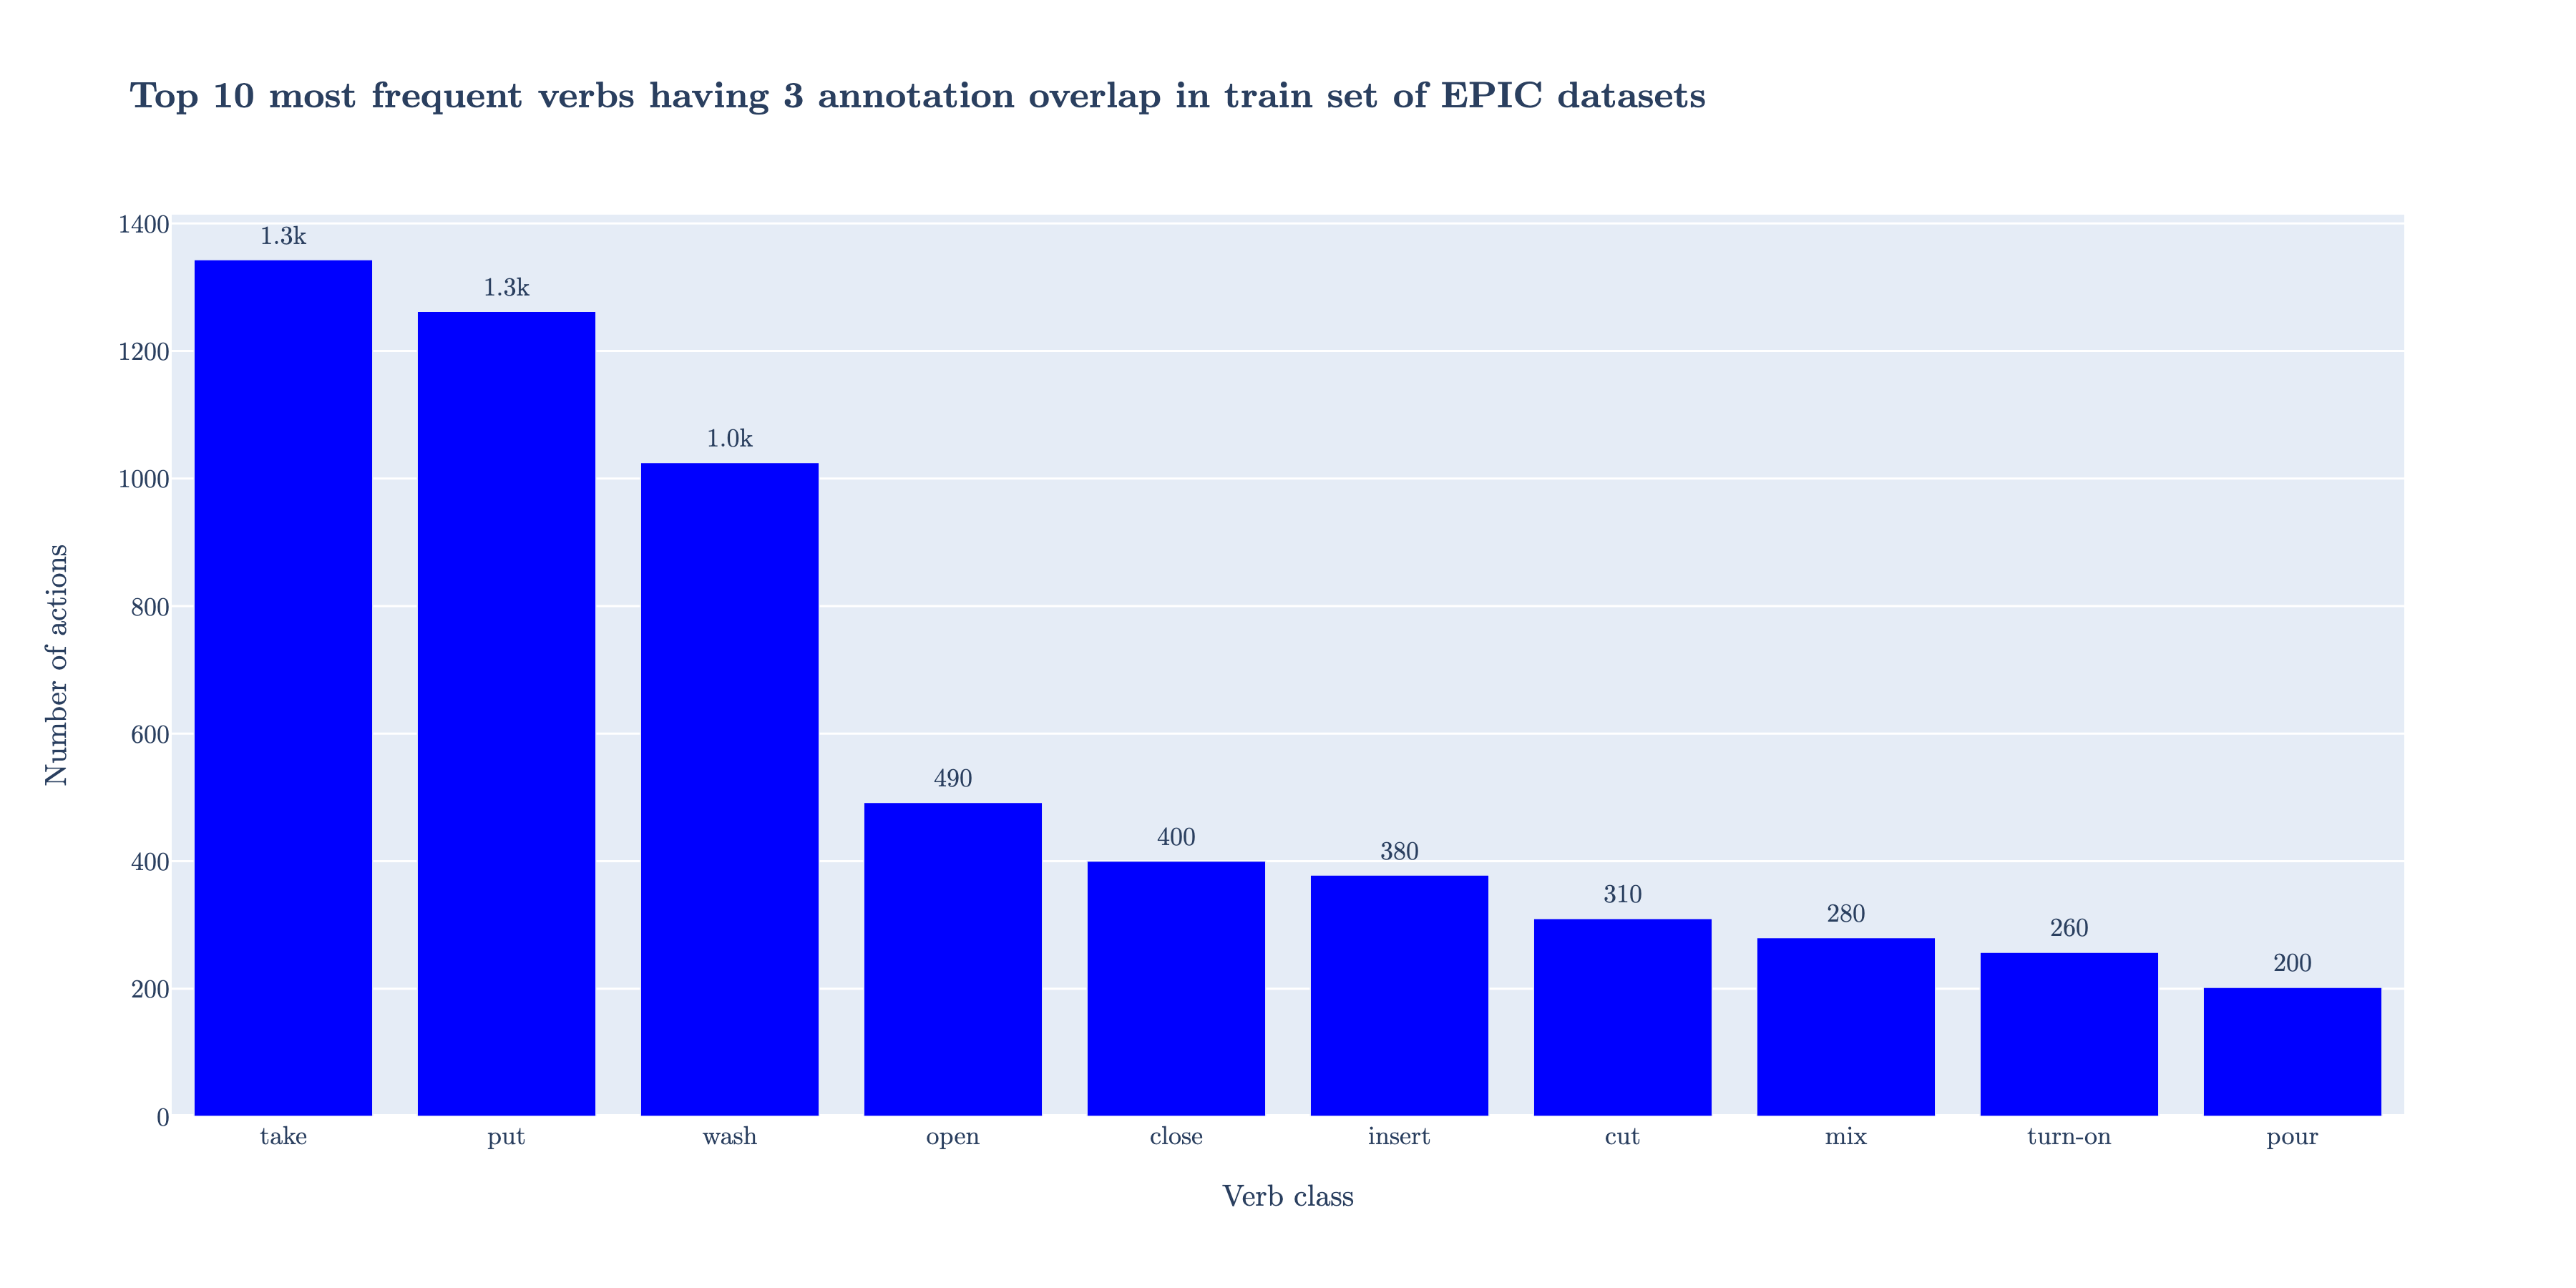 Top 10 most frequent verbs having 3 annotation overlap in train set of EPIC datasets
1400
1200
1000
800
600
400
200
0
Number of actions
1.3k
1.3k
1.0k
490
400
380
310
280
260
200
take put wash open close insert cut mix turn-on pour
Verb class